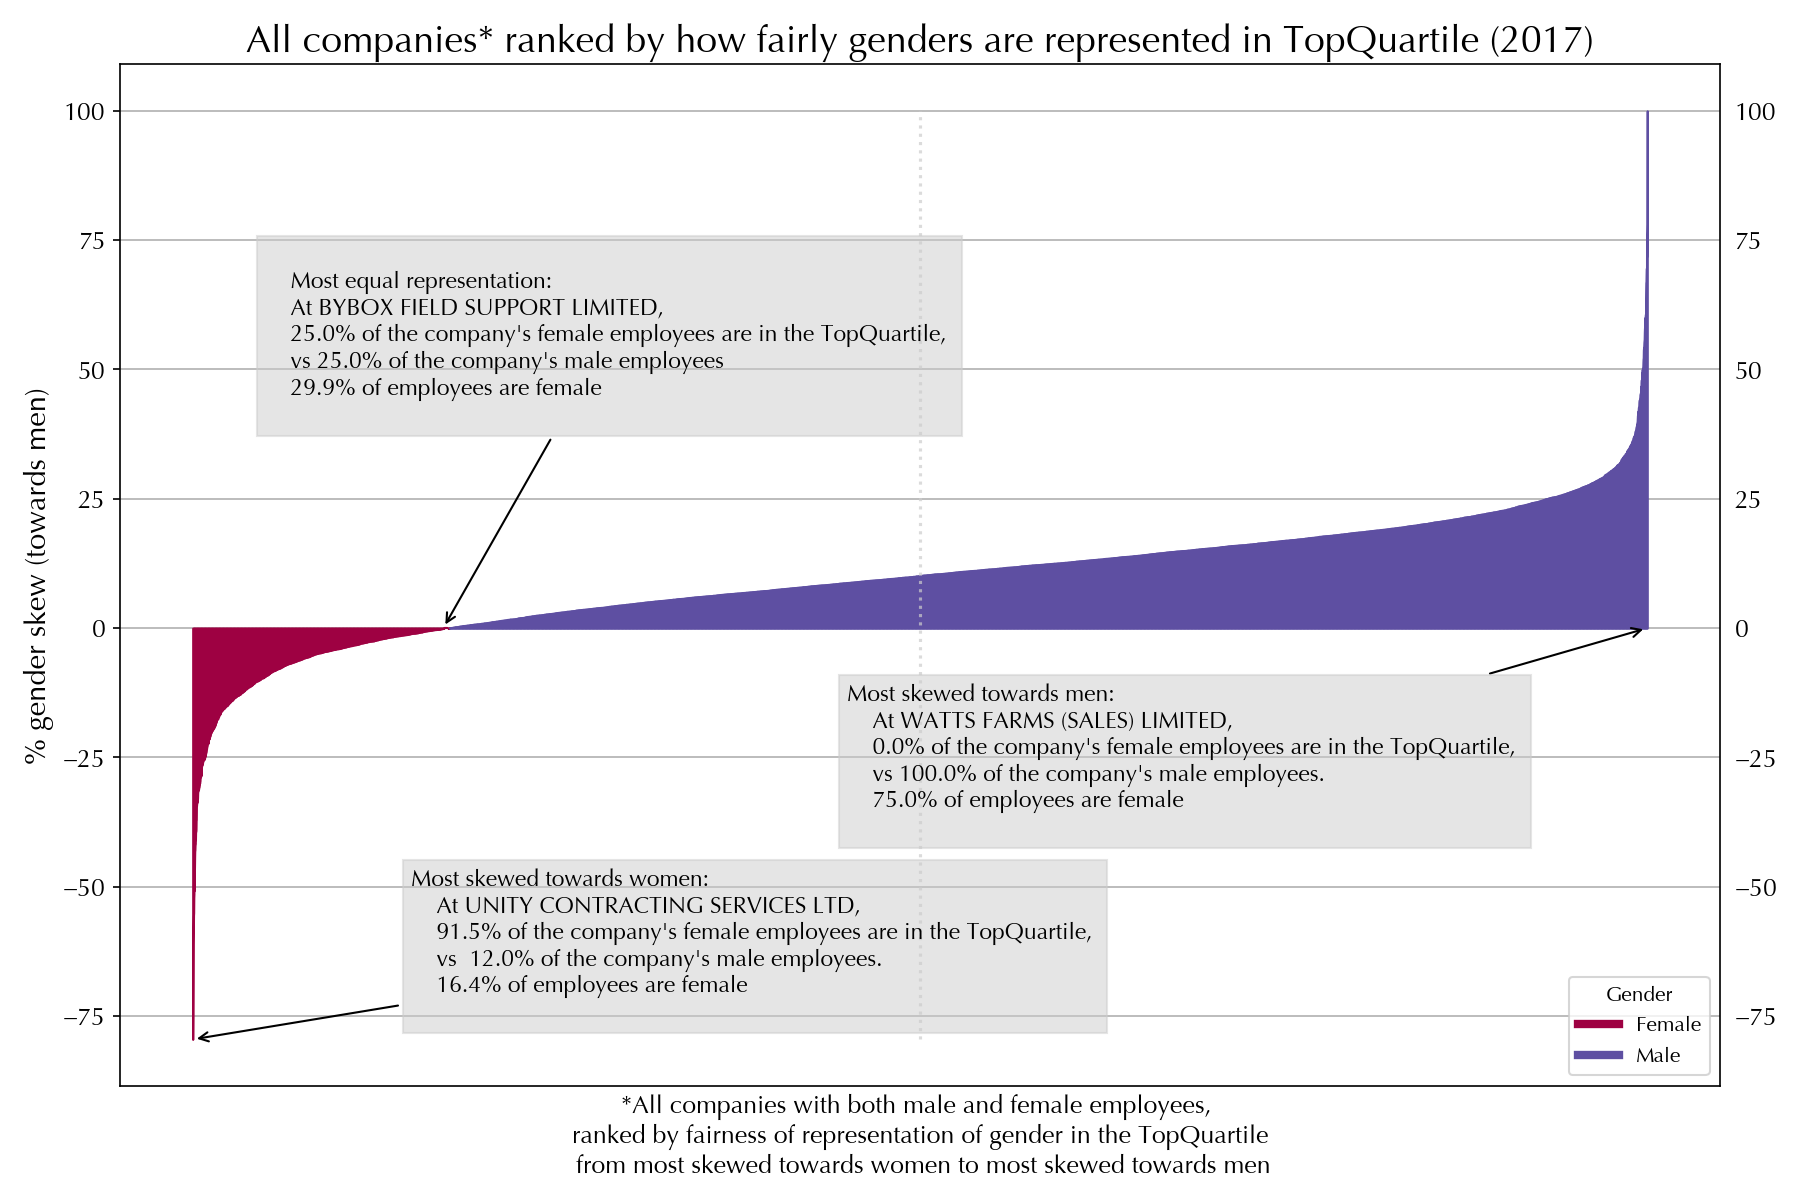 All companies* ranked by how fairly genders are represented in TopQuartile (2017)
% gender skew (towards men)
100
75
50
25
0
–25
–50
–75
100
75
50
25
0
–25
–50
–75
Most equal representation:
At BYBOX FIELD SUPPORT LIMITED,
25.0% of the company's female employees are in the TopQuartile,
vs 25.0% of the company's male employees
29.9% of employees are female
Most skewed towards men:
At WATTS FARMS (SALES) LIMITED,
0.0% of the company's female employees are in the TopQuartile,
vs 100.0% of the company's male employees.
75.0% of employees are female
Most skewed towards women:
At UNITY CONTRACTING SERVICES LTD,
91.5% of the company's female employees are in the TopQuartile,
vs  12.0% of the company's male employees.
16.4% of employees are female
Gender
Female
Male
*All companies with both male and female employees,
ranked by fairness of representation of gender in the TopQuartile
from most skewed towards women to most skewed towards men